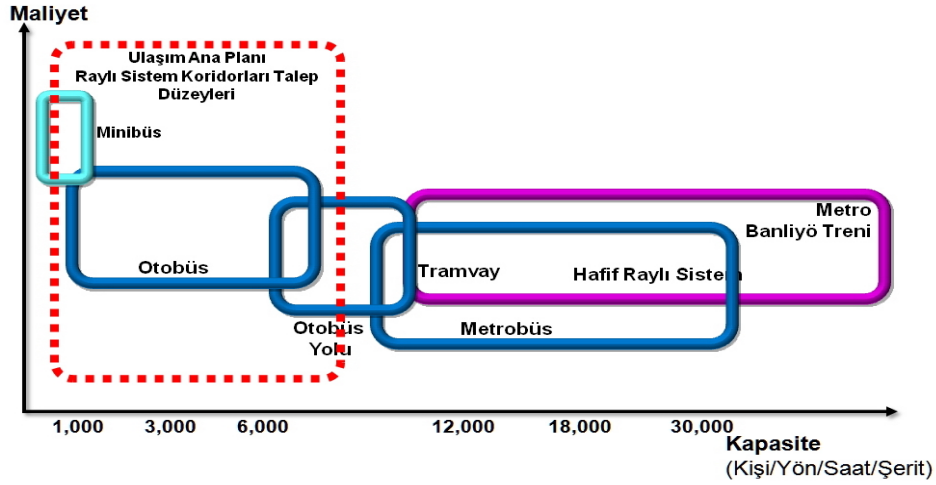 Maliyet
Ulaşım Ana Planı
Raylı Sistem Koridorları Talep
Düzeyleri
Minibüs
Metro
Banliyö Treni
Otobüs
Tramvay
Hafif Raylı Sistem
Otobüs
Yolu
Metrobüs
1,000
3,000
6,000
12,000
18,000
30,000
Kapasite
(Kişi/Yön/Saat/Şerit)